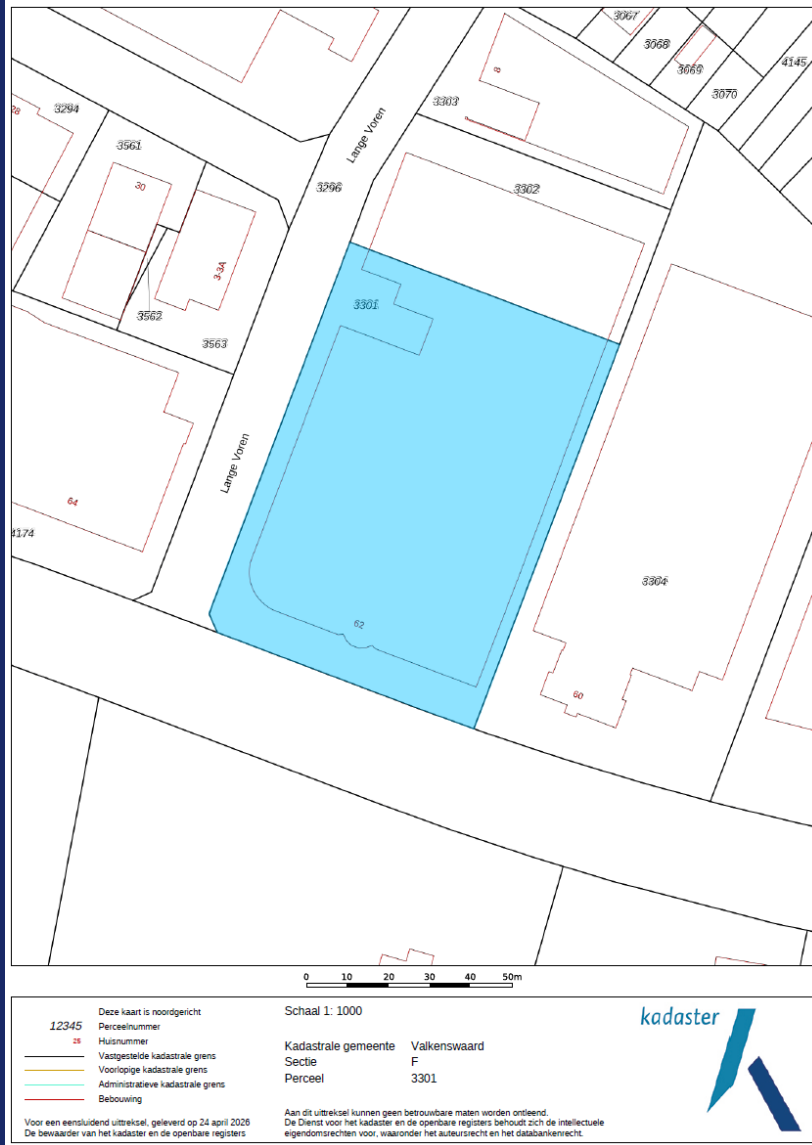 3067
3068
4145
3069
3070
8
3303
3294
28
3561
Lange Voren
30
3296
3302
3-3A
3301
3562
3563
Lange Voren
64
4174
3304
62
60
0 10 20 30 40 50m
Deze kaart is noordgericht
12345 Perceelnummer
25 Huisnummer
Vastgestelde kadastrale grens
Voorlopige kadastrale grens
Administratieve kadastrale grens
Bebouwing
Voor een eensluidend uittreksel, geleverd op 24 april 2026
De bewaarder van het kadaster en de openbare registers
Schaal 1: 1000
Kadastrale gemeente Valkenswaard
Sectie F
Perceel 3301
Aan dit uittreksel kunnen geen betrouwbare maten worden ontleend.
De Dienst voor het kadaster en de openbare registers behoudt zich de intellectuele
eigendomsrechten voor, waaronder het auteursrecht en het databankenrecht.
kadaster